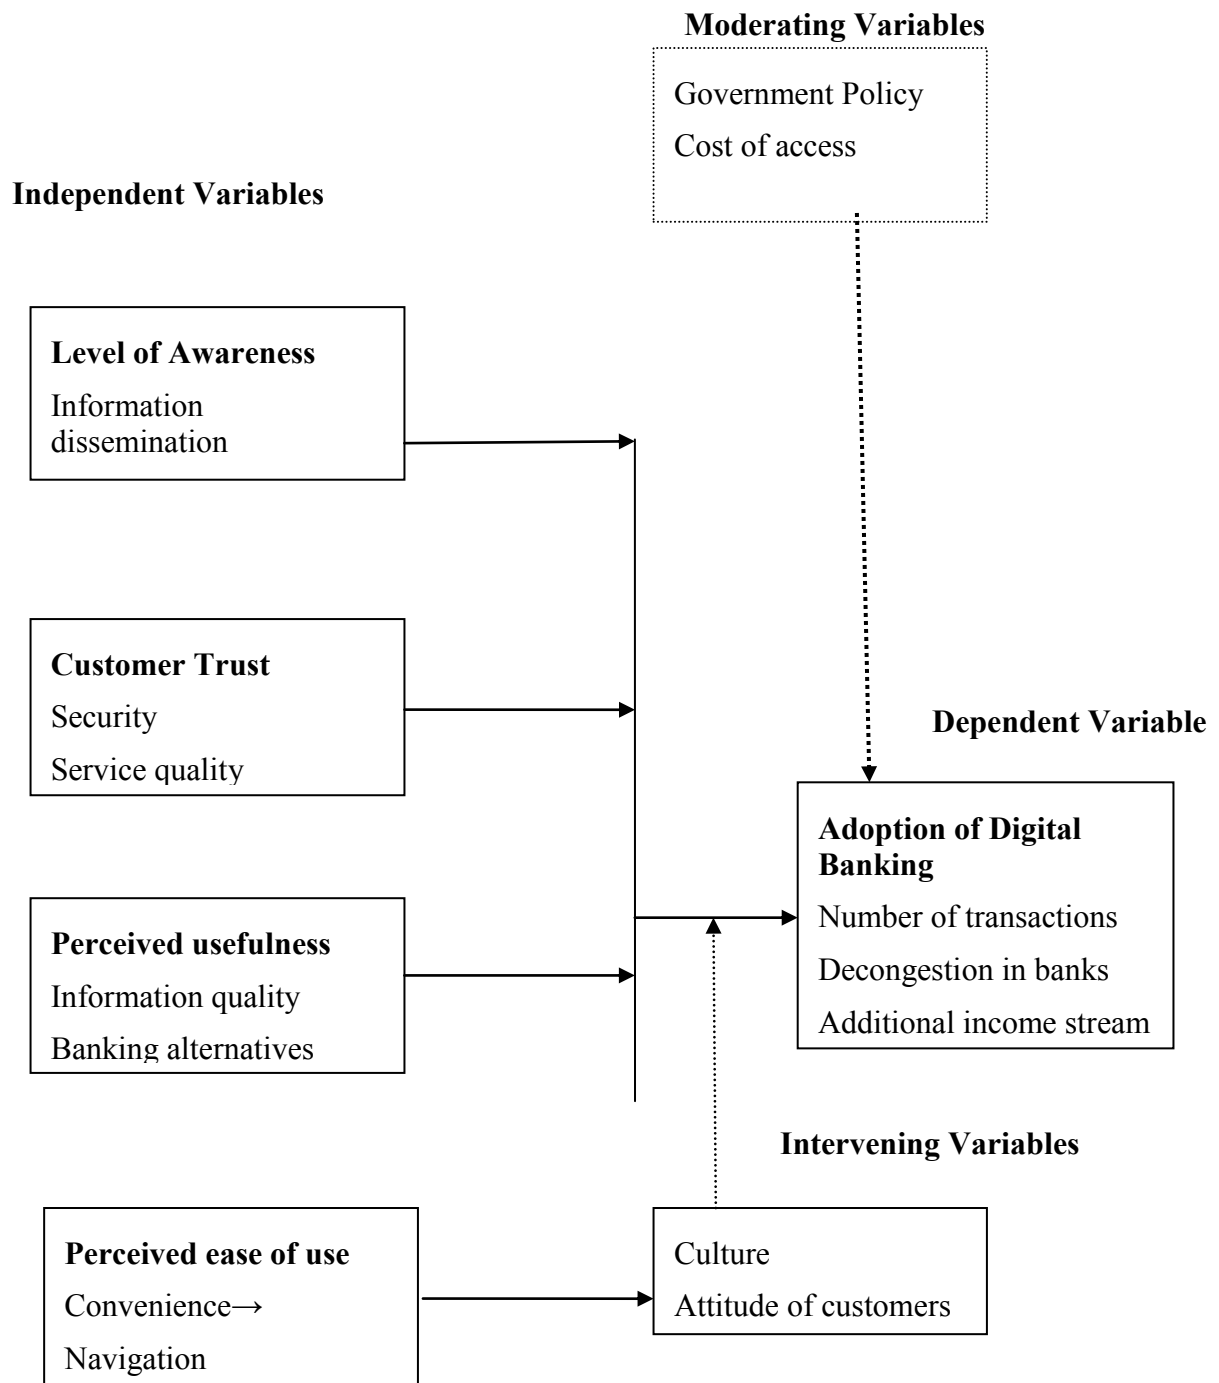 Moderating Variables
Government Policy
Cost of access
Independent Variables
Level of Awareness
Information
dissemination
Customer Trust
Security
Service quality
Dependent Variable
Adoption of Digital
Banking
Number of transactions
Decongestion in banks
Additional income stream
Perceived usefulness
Information quality
Banking alternatives
Intervening Variables
Perceived ease of use
Convenience→
Navigation
Culture
Attitude of customers